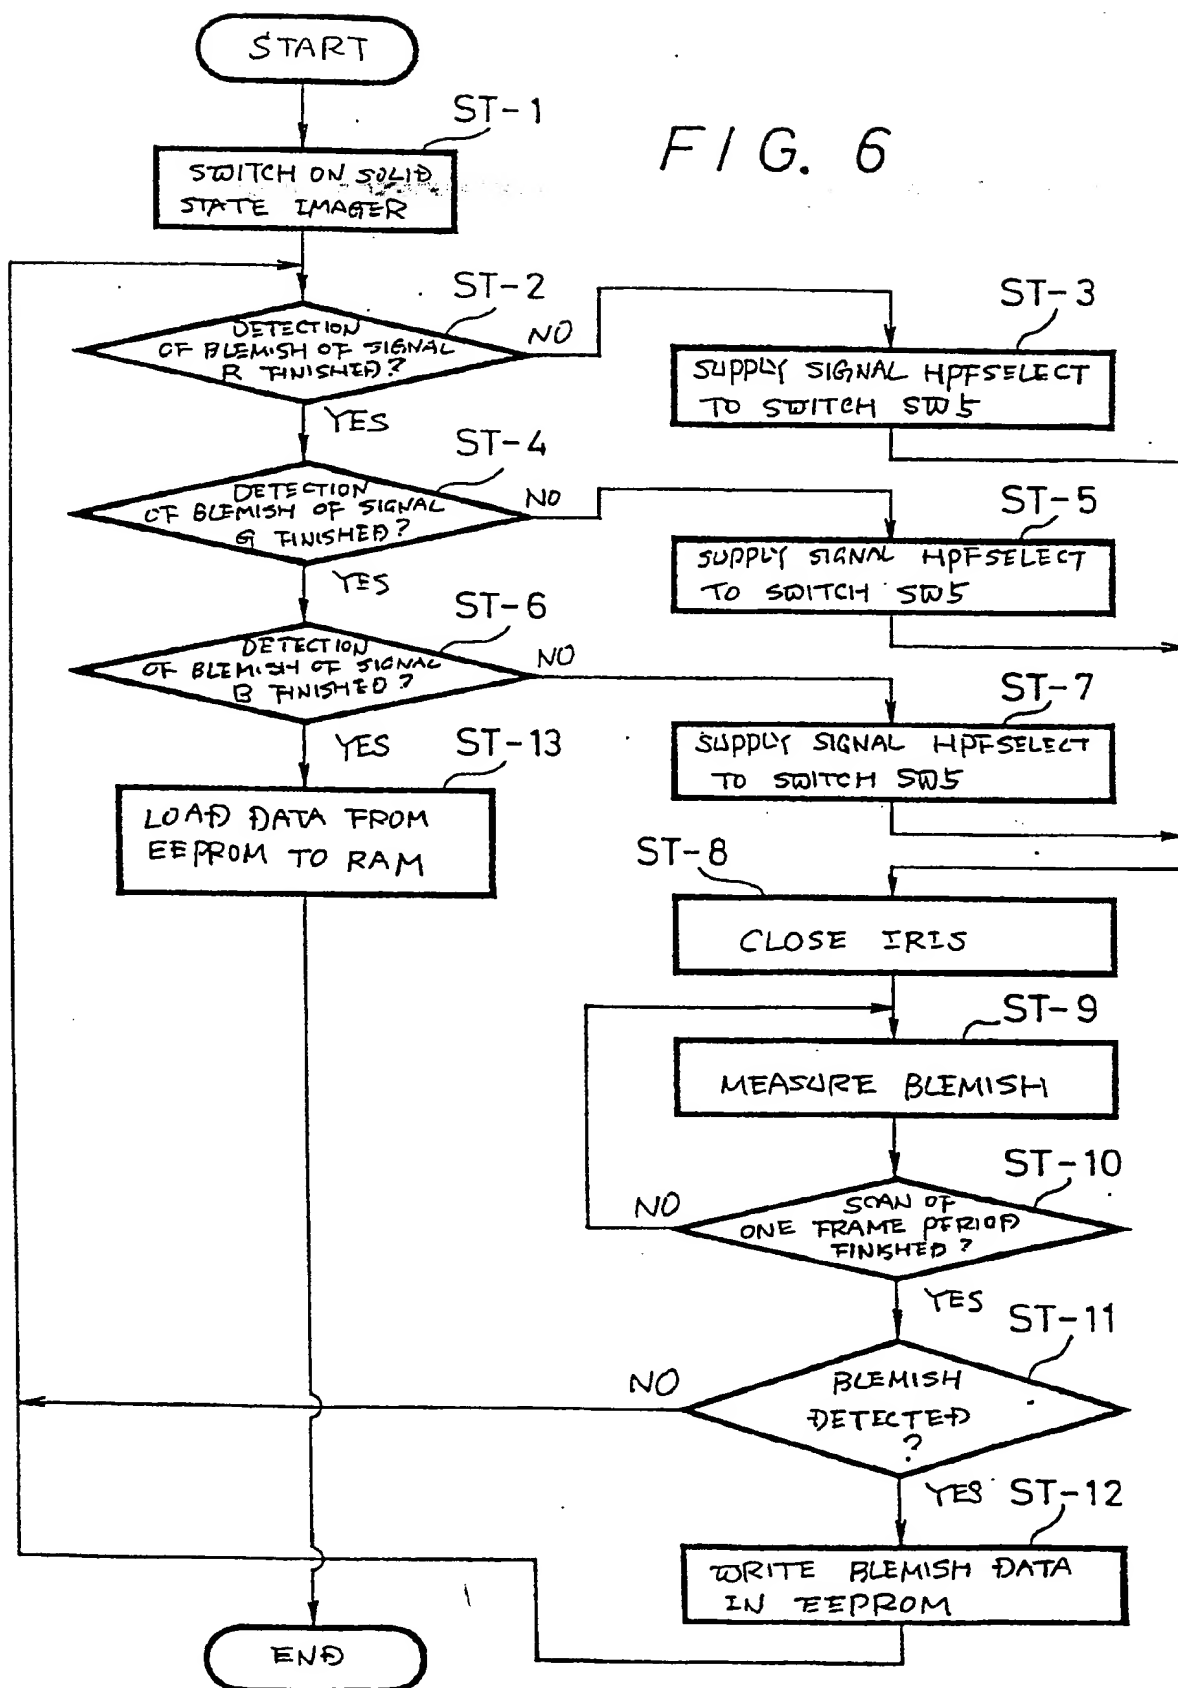 START
FIG. 6
ST-1
SWITCH ON SOLID
STATE IMAGER
ST-2
DETECTION
OF BLEMISH OF SIGNAL
R FINISHED?
NO
YES
ST-3
SUPPLY SIGNAL HPFSELECT
TO SWITCH SW5
ST-4
DETECTION
OF BLEMISH OF SIGNAL
G FINISHED?
NO
YES
ST-5
SUPPLY SIGNAL HPFSELECT
TO SWITCH SW5
ST-6
DETECTION
OF BLEMISH OF SIGNAL
B FINISHED?
NO
YES
ST-7
SUPPLY SIGNAL HPFSELECT
TO SWITCH SW5
ST-13
LOAD DATA FROM
EEPROM TO RAM
ST-8
CLOSE IRIS
ST-9
MEASURE BLEMISH
ST-10
SCAN OF
ONE FRAME PERIOD
FINISHED?
NO
YES
ST-11
BLEMISH
DETECTED
?
NO
YES
ST-12
WRITE BLEMISH DATA
IN EEPROM
END